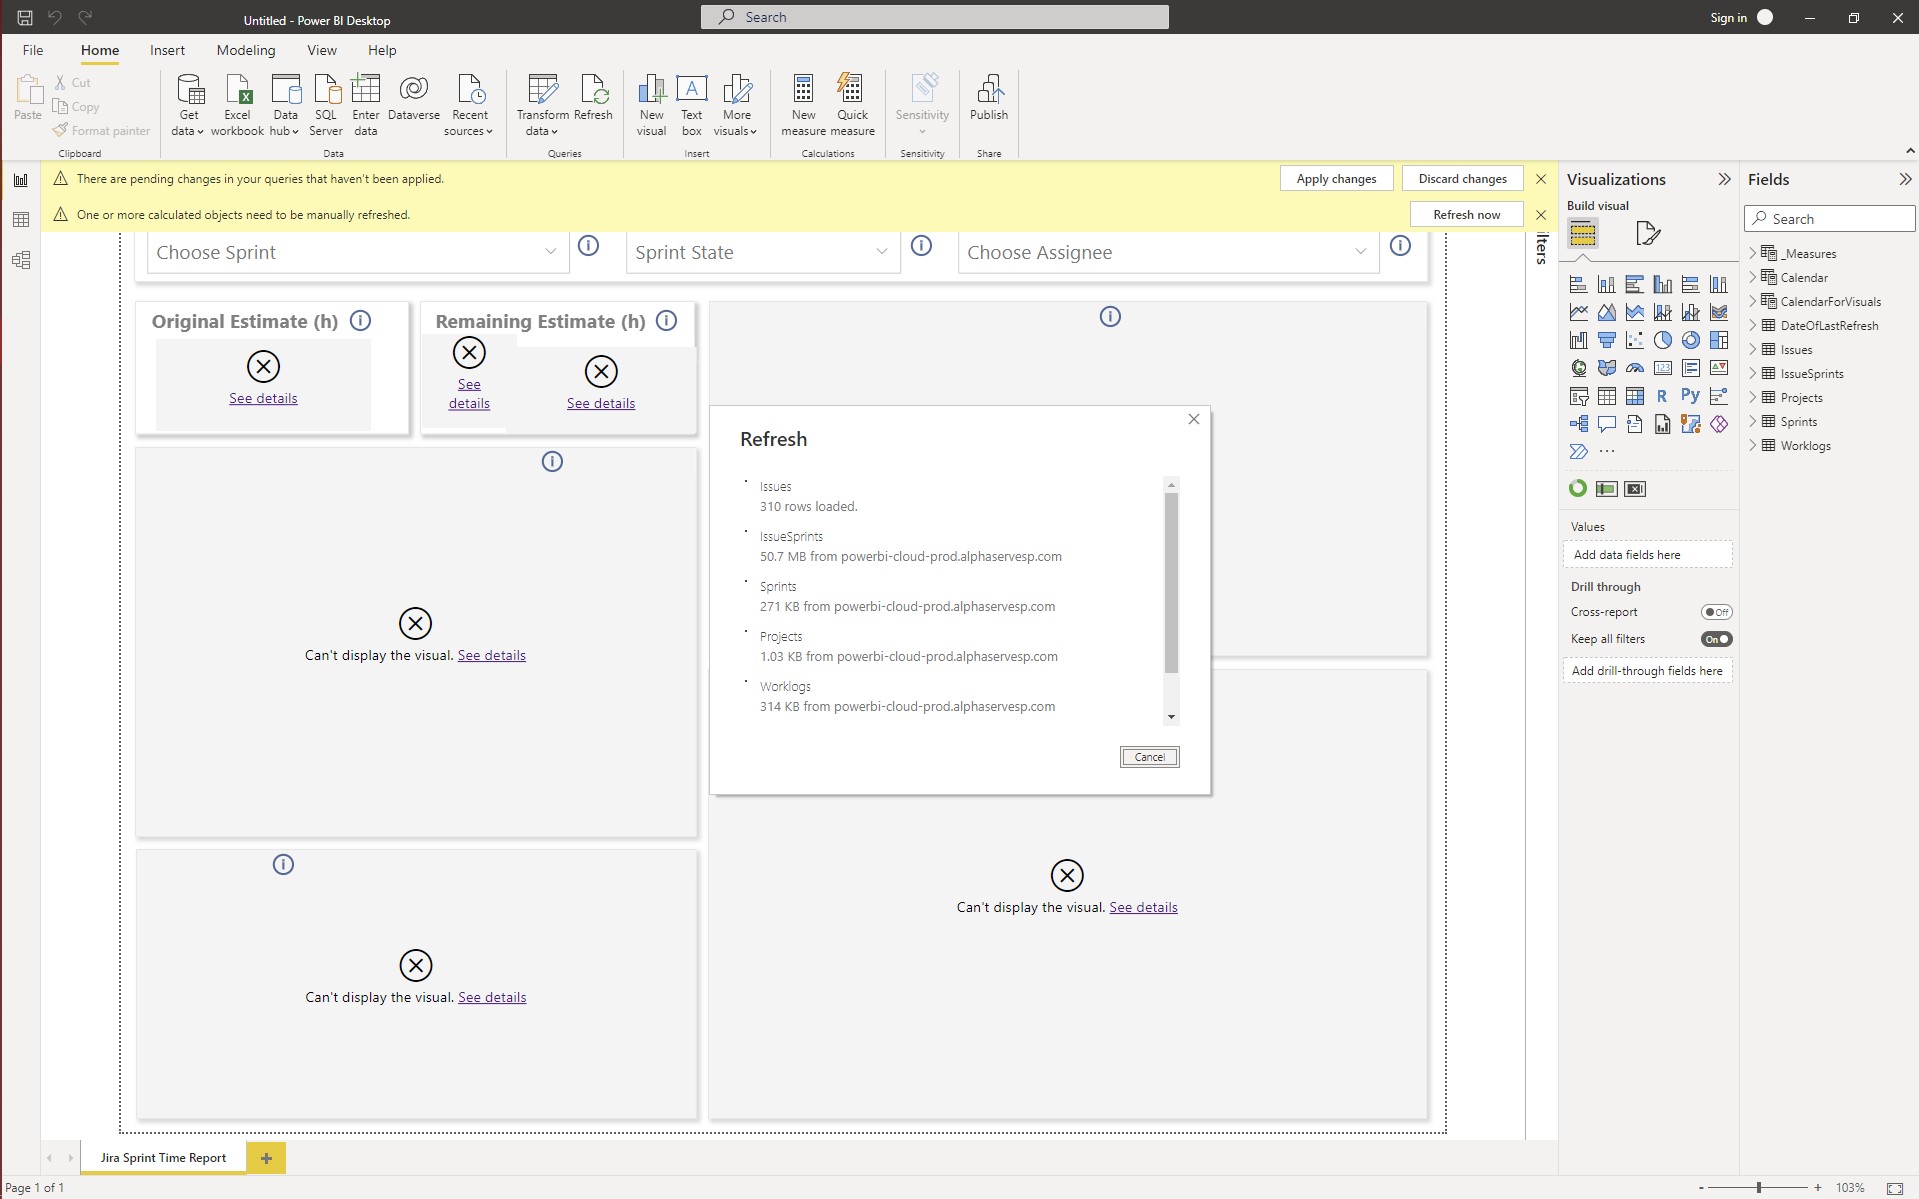 Untitled - Power BI Desktop
Search
Sign in
File
Home
Insert
Modeling
View
Help
Paste
Cut
Copy
Format painter
Clipboard
Get data
Excel workbook
Data hub
SQL Server
Enter data
Dataverse
Recent sources
Data
Transform data
Refresh
Queries
New visual
Text box
More visuals
Insert
New measure
Quick measure
Calculations
Sensitivity
Sensitivity
Publish
Share
There are pending changes in your queries that haven't been applied.
Apply changes
Discard changes
One or more calculated objects need to be manually refreshed.
Refresh now
Choose Sprint
Sprint State
Choose Assignee
Original Estimate (h)
See details
Remaining Estimate (h)
See
details
See details
Can't display the visual. See details
Can't display the visual. See details
Can't display the visual. See details
Refresh
Issues
310 rows loaded.
IssueSprints
50.7 MB from powerbi-cloud-prod.alphaservesp.com
Sprints
271 KB from powerbi-cloud-prod.alphaservesp.com
Projects
1.03 KB from powerbi-cloud-prod.alphaservesp.com
Worklogs
314 KB from powerbi-cloud-prod.alphaservesp.com
Cancel
Visualizations
Build visual
A
123
R
Py
Values
Add data fields here
Drill through
Cross-report
Off
Keep all filters
On
Add drill-through fields here
Fields
Search
_Measures
Calendar
CalendarForVisuals
DateOfLastRefresh
Issues
IssueSprints
Projects
Sprints
Worklogs
Jira Sprint Time Report
Page 1 of 1
103%